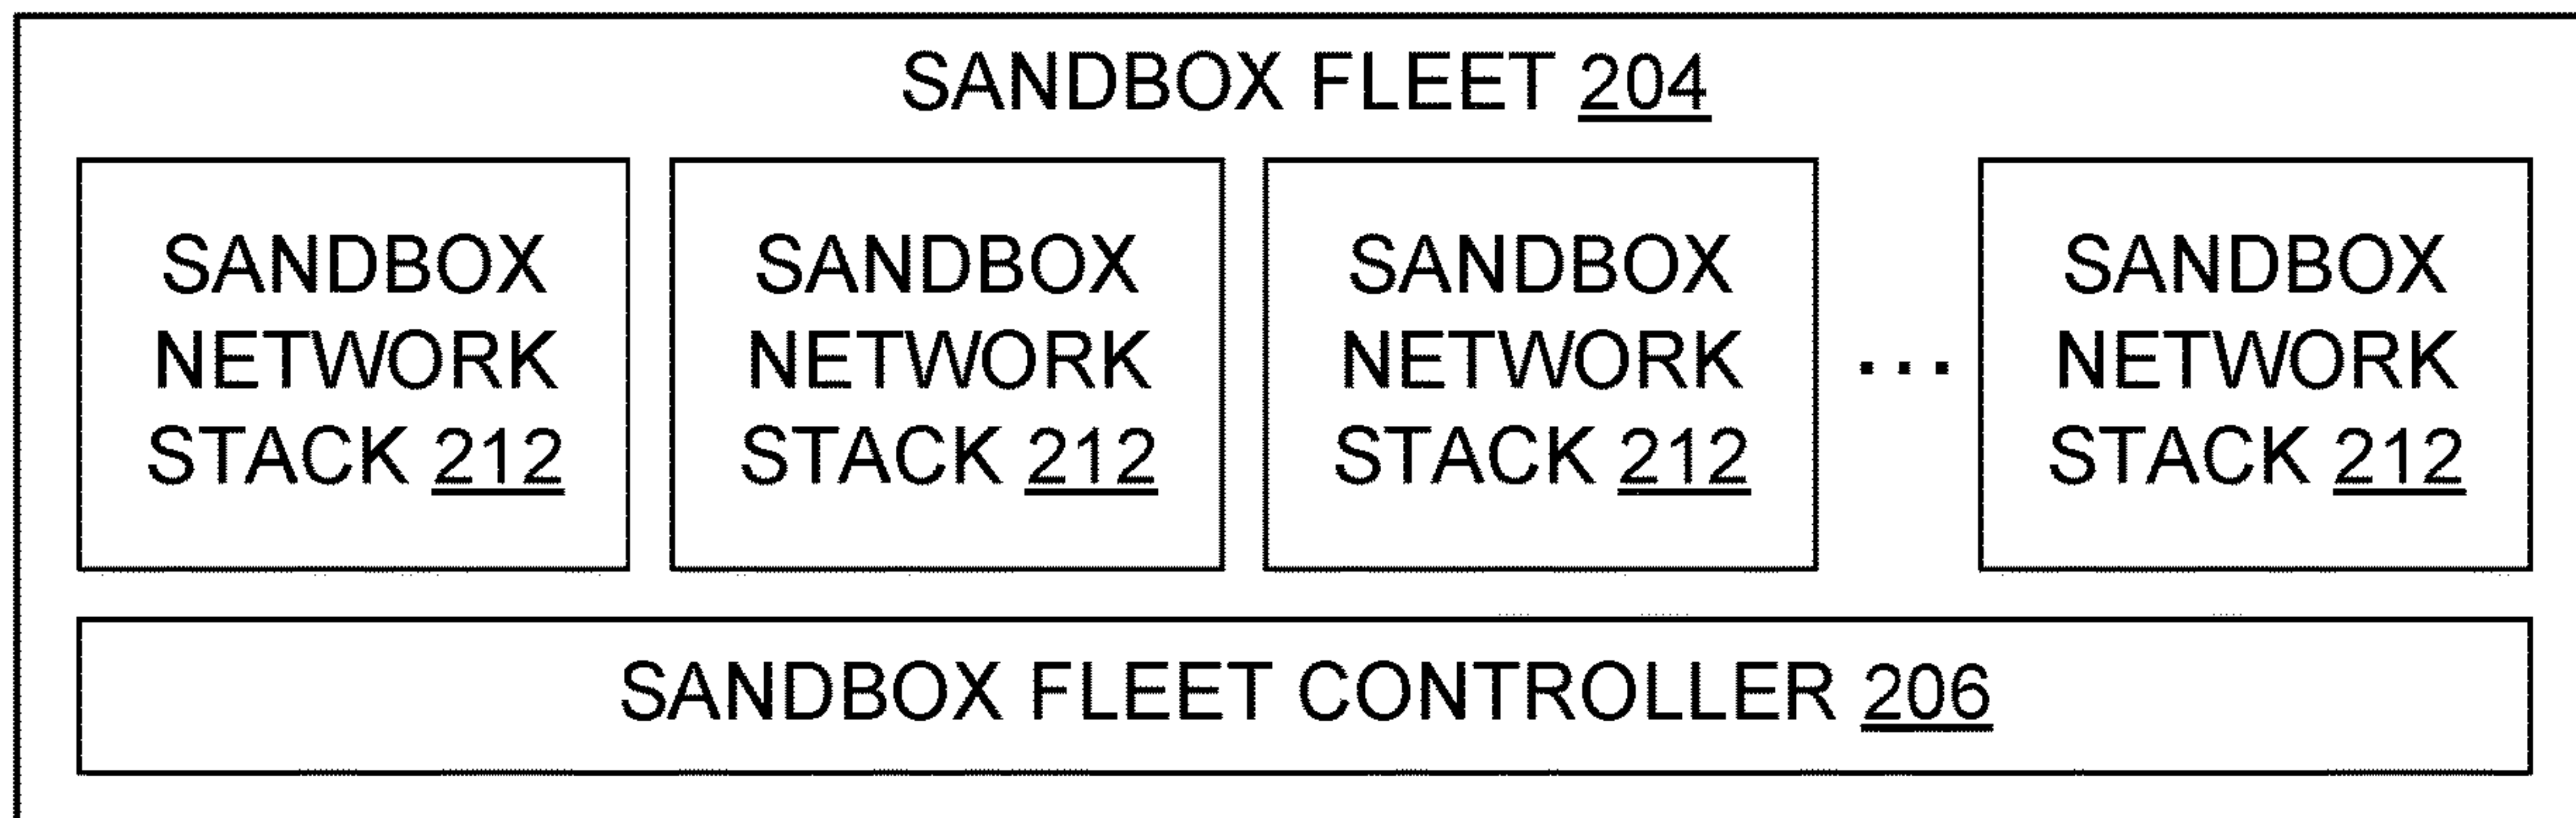 SANDBOX FLEET 204
SANDBOX
NETWORK
STACK 212
SANDBOX
NETWORK
STACK 212
SANDBOX
NETWORK
STACK 212
...
SANDBOX
NETWORK
STACK 212
SANDBOX FLEET CONTROLLER 206